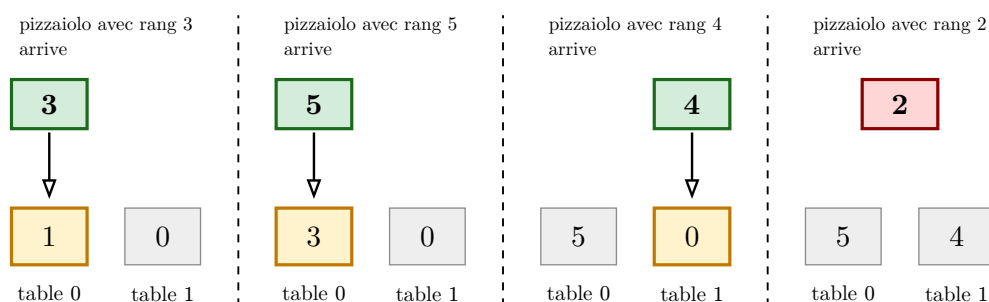 pizzaiolo avec rang 3
arrive
3
1
0
table 0
table 1
pizzaiolo avec rang 5
arrive
5
3
0
table 0
table 1
pizzaiolo avec rang 4
arrive
4
5
0
table 0
table 1
pizzaiolo avec rang 2
arrive
2
5
4
table 0
table 1